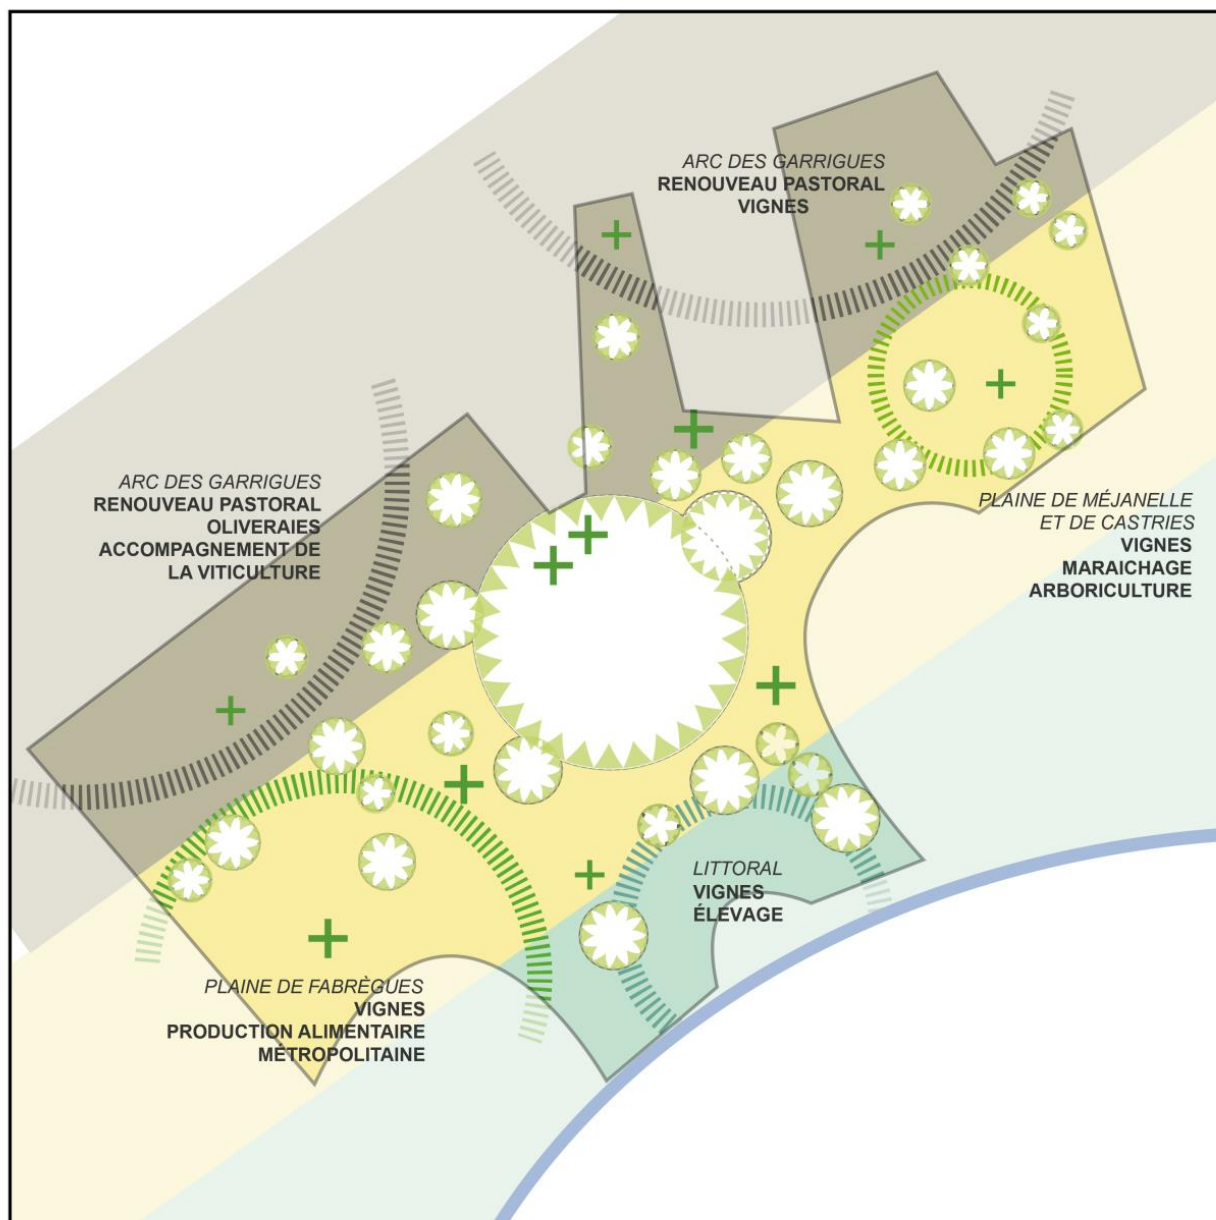 ARC DES GARRIGUES
RENOUVEAU PASTORAL
VIGNES
ARC DES GARRIGUES
RENOUVEAU PASTORAL
OLIVERAIES
ACCOMPAGNEMENT DE
LA VITICULTURE
PLAINE DE MÉJANELLE
ET DE CASTRIES
VIGNES
MARAICHAGE
ARBORICULTURE
LITTORAL
VIGNES
ÉLEVAGE
PLAINE DE FABRÈGUES
VIGNES
PRODUCTION ALIMENTAIRE
MÉTROPOLITAINE